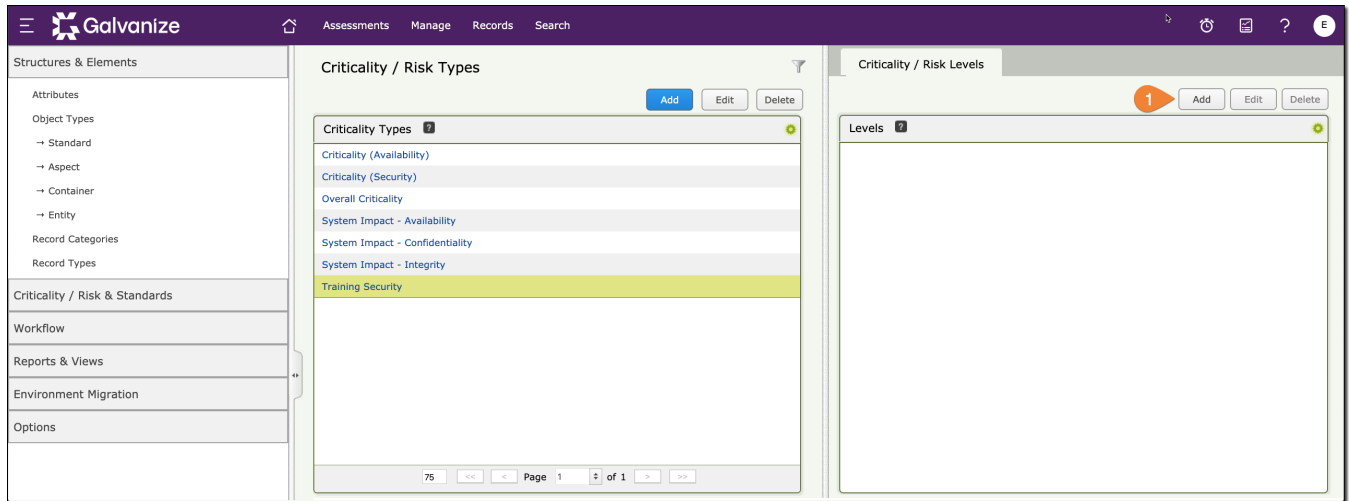 Galvanize
Assessments Manage Records Search
E
Structures & Elements
Attributes
Object Types
→ Standard
→ Aspect
→ Container
→ Entity
Record Categories
Record Types
Criticality / Risk & Standards
Workflow
Reports & Views
Environment Migration
Options
Criticality / Risk Types
Add Edit Delete
Criticality Types ?
Criticality (Availability)
Criticality (Security)
Overall Criticality
System Impact - Availability
System Impact - Confidentiality
System Impact - Integrity
Training Security
75 << < Page 1 of 1 > >>
Criticality / Risk Levels
1 Add Edit Delete
Levels ?